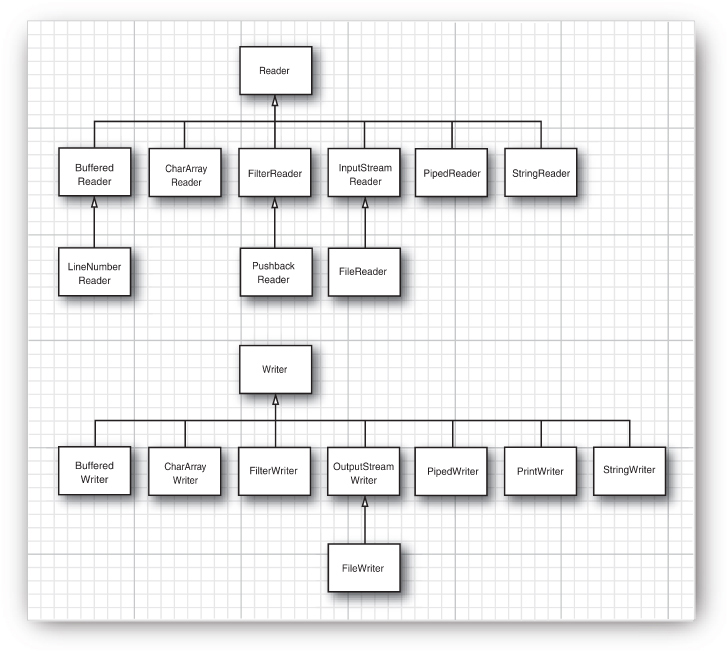 Reader
Buffered
Reader
CharArray
Reader
FilterReader
InputStream
Reader
PipedReader
StringReader
LineNumber
Reader
Pushback
Reader
FileReader
Writer
Buffered
Writer
CharArray
Writer
FilterWriter
OutputStream
Writer
PipedWriter
PrintWriter
StringWriter
FileWriter